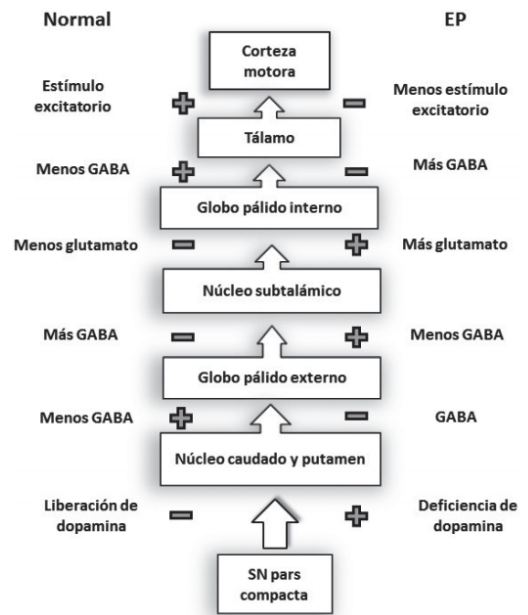 Normal
EP
Corteza
motora
Estímulo
excitatorio
Menos estímulo
excitatorio
Tálamo
Menos GABA
Más GABA
Globo pálido interno
Menos glutamato
Más glutamato
Núcleo subtalámico
Más GABA
Menos GABA
Globo pálido externo
Menos GABA
GABA
Núcleo caudado y putamen
Liberación de
dopamina
Deficiencia de
dopamina
SN pars
compacta